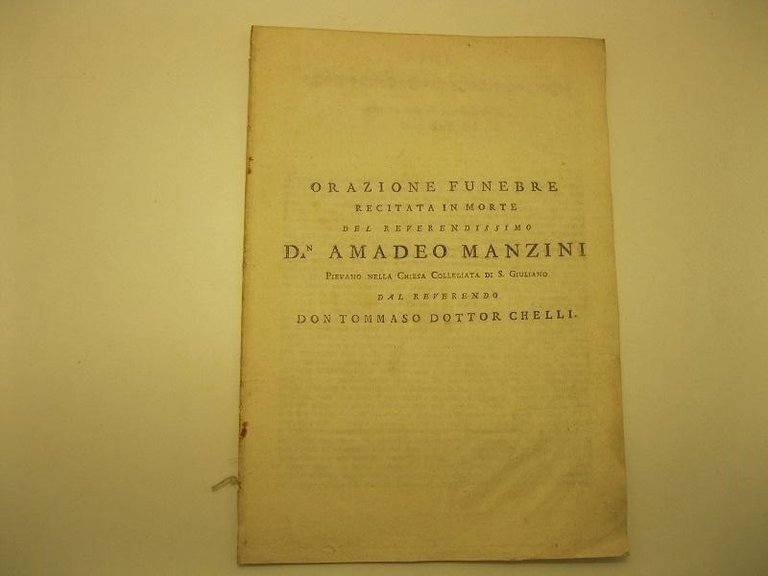 ORAZIONE FUNEBRE
RECITATA IN MORTE
DEL REVERENDISSIMO
D.N AMADEO MANZINI
PIEVANO NELLA CHIESA COLLEGIATA DI S. GIULIANO
DAL REVERENDO
DON TOMMASO DOTTOR CHELLI.